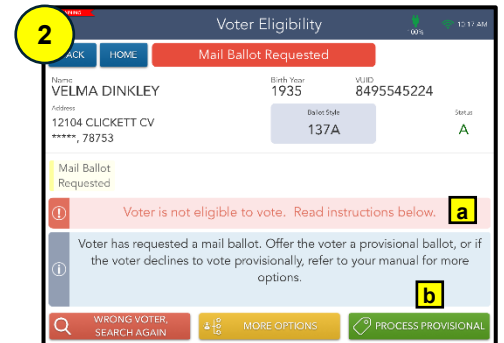 2
Voter Eligibility
10:17 AM
HOME
Mail Ballot Requested
Name
Birth Year
VUID
VELMA DINKLEY
1935
8495545224
Address
12104 CLICKETT CV
*****, 78753
Ballot Style
137A
Status
A
Mail Ballot
Requested
Voter is not eligible to vote. Read instructions below.
a
Voter has requested a mail ballot. Offer the voter a provisional ballot, or if
the voter declines to vote provisionally, refer to your manual for more
options.
b
WRONG VOTER,
SEARCH AGAIN
MORE OPTIONS
PROCESS PROVISIONAL